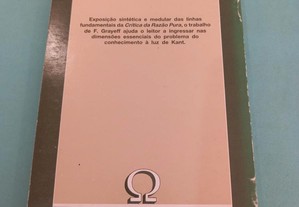 Exposição sintética e modular das linhas
fundamentais da Crítica da Razão Pura, o trabalho
de F. Grayeff ajuda o leitor a ingressar nas
dimensões essenciais do problema do
conhecimento à luz de Kant.
Ω